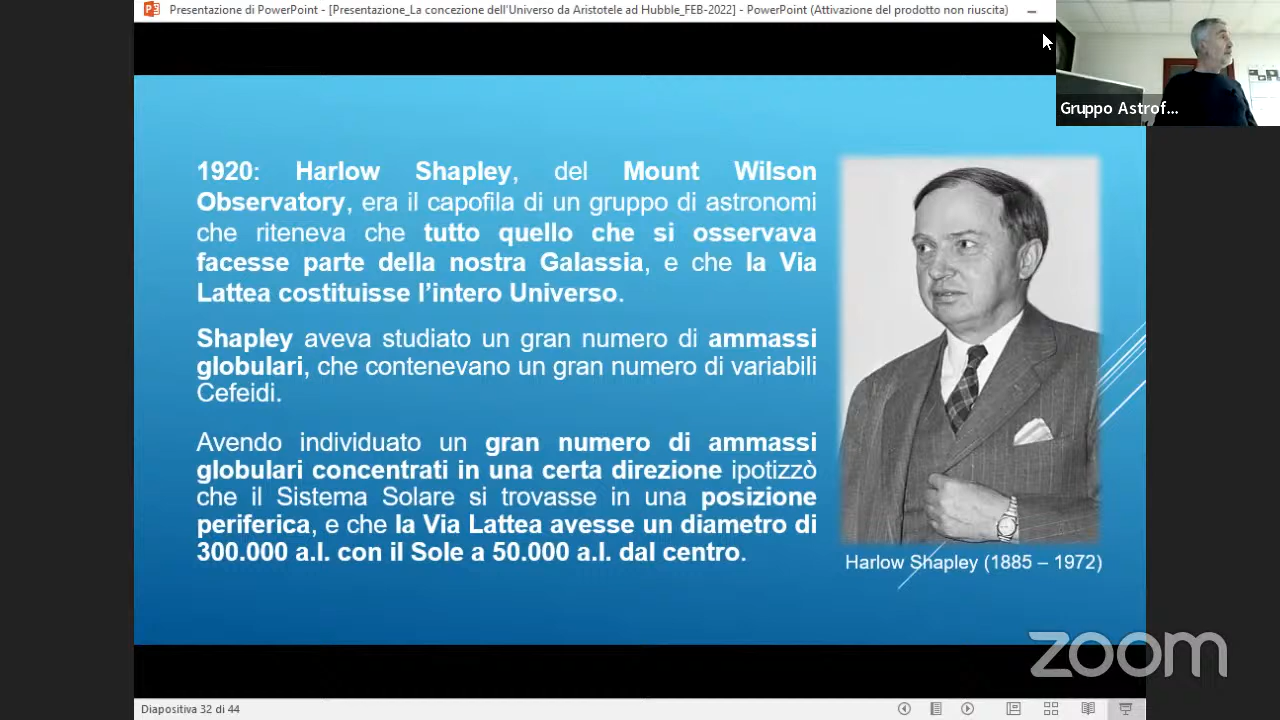 Presentazione di PowerPoint - [Presentazione_La concezione dell'Universo da Aristotele ad Hubble_FEB-2022] - PowerPoint (Attivazione del prodotto non riuscita)
Gruppo Astrof...
1920: Harlow Shapley, del Mount Wilson
Observatory, era il capofila di un gruppo di astronomi
che riteneva che tutto quello che si osservava
facesse parte della nostra Galassia, e che la Via
Lattea costituisse l'intero Universo.
Shapley aveva studiato un gran numero di ammassi
globulari, che contenevano un gran numero di variabili
Cefeidi.
Avendo individuato un gran numero di ammassi
globulari concentrati in una certa direzione ipotizzò
che il Sistema Solare si trovasse in una posizione
periferica, e che la Via Lattea avesse un diametro di
300.000 a.l. con il Sole a 50.000 a.l. dal centro.
Harlow Shapley (1885 – 1972)
zoom
Diapositiva 32 di 44